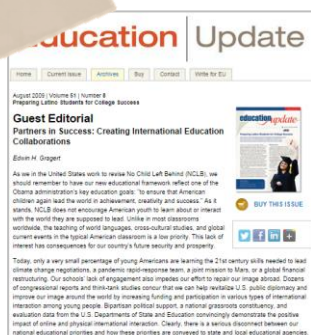 Education Update
Home Current Issue Archives Buy Contact Write for EU
August 2009 | Volume 51 | Number 8
Preparing Latino Students for College Success
Guest Editorial
Partners in Success: Creating International Education
Collaborations
Edwin H. Gragert
As we in the United States work to revise No Child Left Behind (NCLB), we
should remember to have our new educational framework reflect one of the
Obama administration's key education goals: "to ensure that American
children again lead the world in achievement, creativity and success." As it
stands, NCLB does not encourage American youth to learn about or interact
with the world they are supposed to lead. Unlike in most classrooms
worldwide, the teaching of world languages, cross-cultural studies, and global
current events in the typical American classroom is a low priority. This lack of
interest has consequences for our country's future security and prosperity.
education update
BUY THIS ISSUE
Today, only a very small percentage of young Americans are learning the 21st century skills needed to lead
climate change negotiations, a pandemic rapid-response team, a joint mission to Mars, or a global financial
restructuring. Our schools' lack of engagement also impedes our effort to repair our image abroad. Dozens
of congressional reports and think-tank studies concur that we can help revitalize U.S. public diplomacy and
improve our image around the world by increasing funding and participation in various types of international
interaction among young people. Bipartisan political support, a national grassroots constituency, and
evaluation data from the U.S. Departments of State and Education convincingly demonstrate the positive
impact of online and physical international interaction. Clearly, there is a serious disconnect between our
national educational priorities and how these priorities are conveyed to state and local educational agencies.